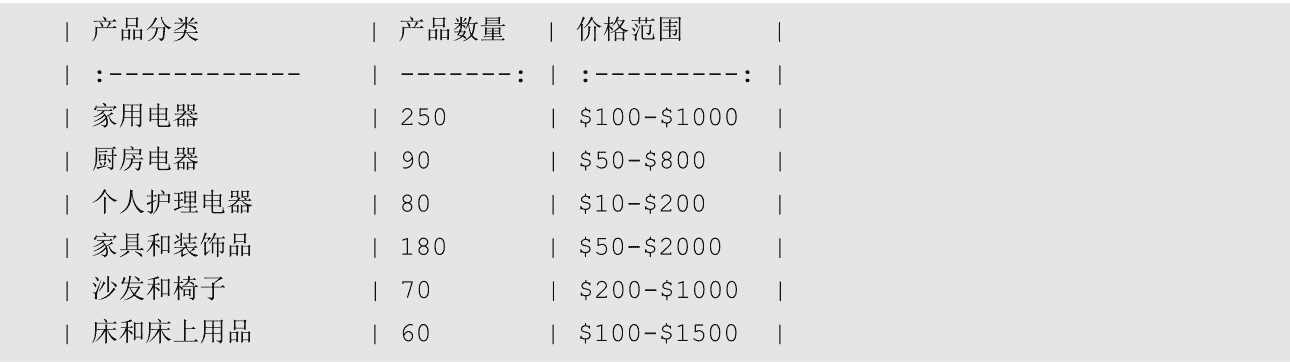 | 产品分类 | 产品数量 | 价格范围 |
| :------------ | -------: | :---------: |
| 家用电器 | 250 | $100-$1000 |
| 厨房电器 | 90 | $50-$800 |
| 个人护理电器 | 80 | $10-$200 |
| 家具和装饰品 | 180 | $50-$2000 |
| 沙发和椅子 | 70 | $200-$1000 |
| 床和床上用品 | 60 | $100-$1500 |